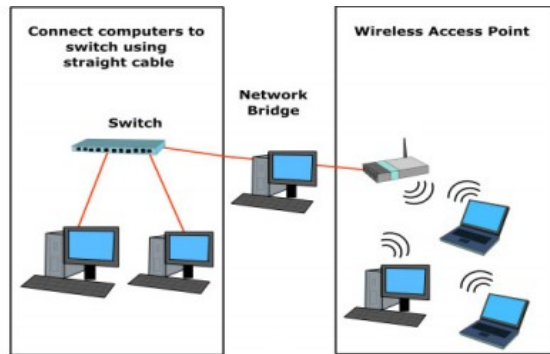 Connect computers to
switch using
straight cable
Switch
Network
Bridge
Wireless Access Point